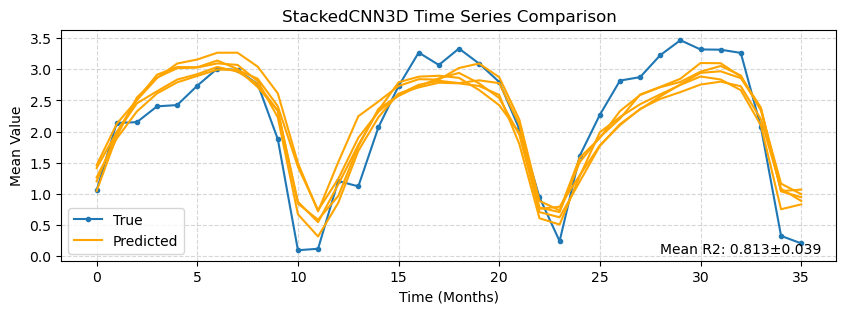 StackedCNN3D Time Series Comparison
Mean Value
3.5
3.0
2.5
2.0
1.5
1.0
0.5
0.0
True
Predicted
Mean R2: 0.813±0.039
0 5 10 15 20 25 30 35
Time (Months)